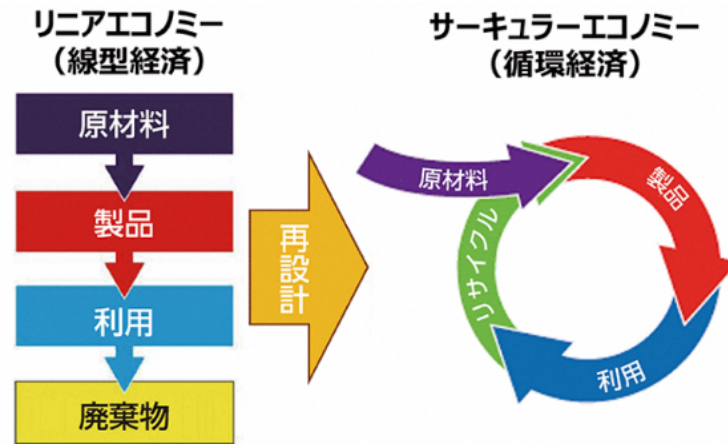 リニアエコノミー
（線型経済）
原材料
製品
利用
廃棄物
再設計
サーキュラーエコノミー
（循環経済）
原材料
製品
利用
リサイクル